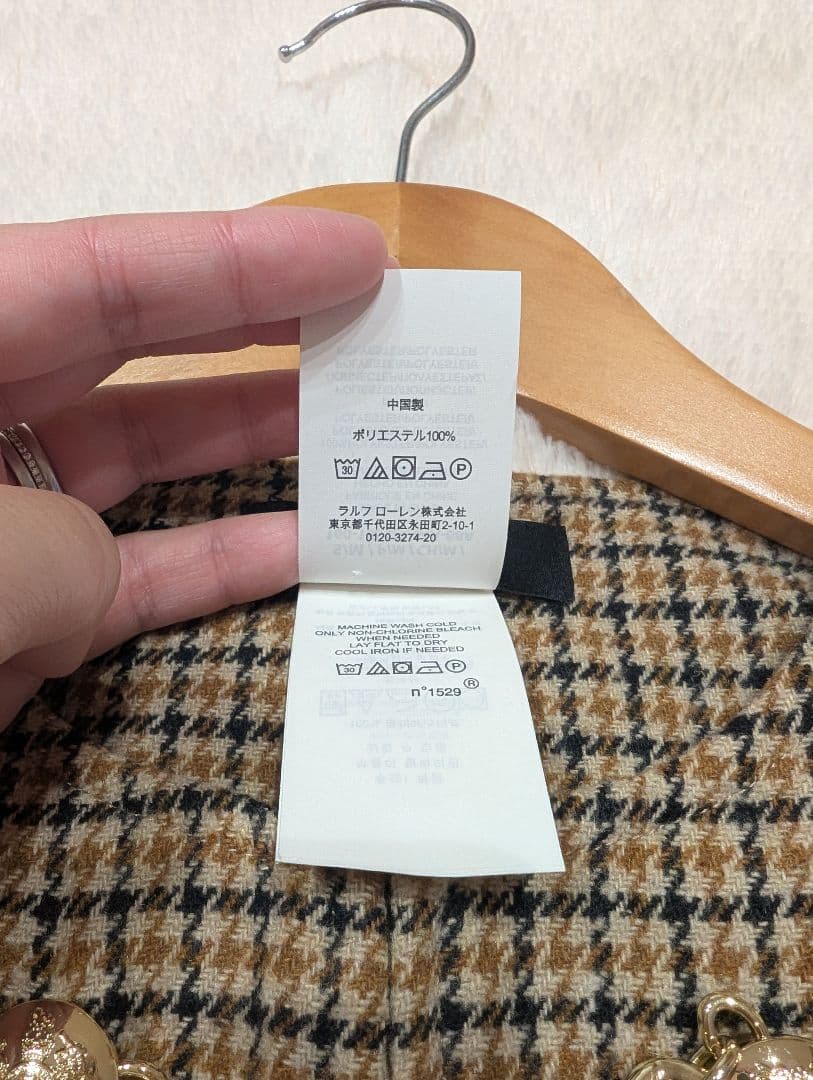 中国製
ポリエステル100%
30 P
ラルフ ローレン株式会社
東京都千代田区永田町2-10-1
0120-3274-20
MACHINE WASH COLD
ONLY NON-CHLORINE BLEACH
WHEN NEEDED
LAY FLAT TO DRY
COOL IRON IF NEEDED
30 P
n°1529®